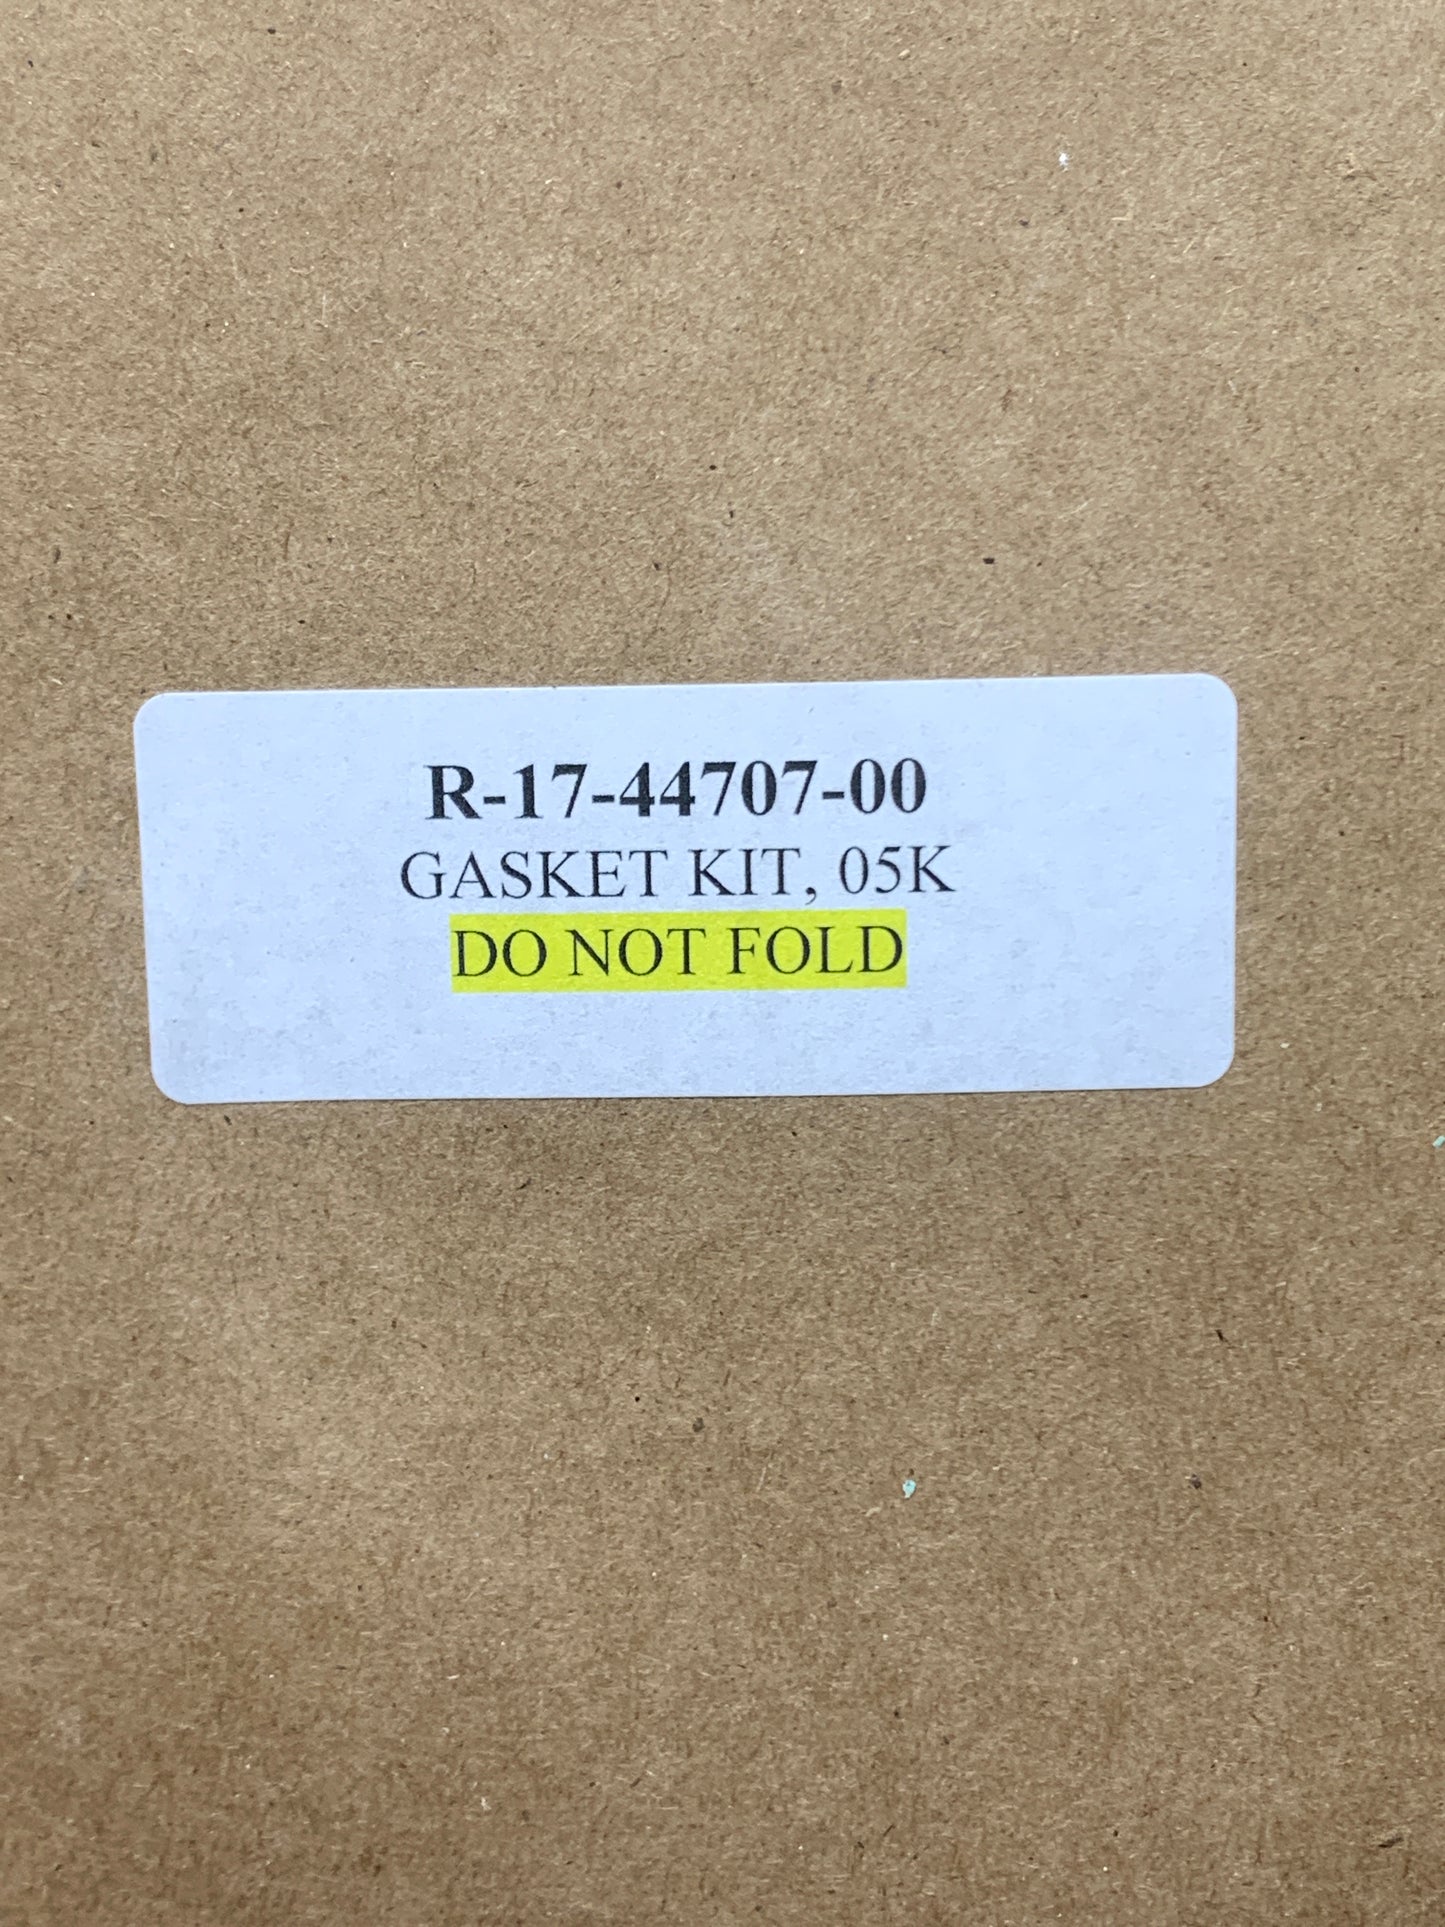 R-17-44707-00
GASKET KIT, 05K
DO NOT FOLD